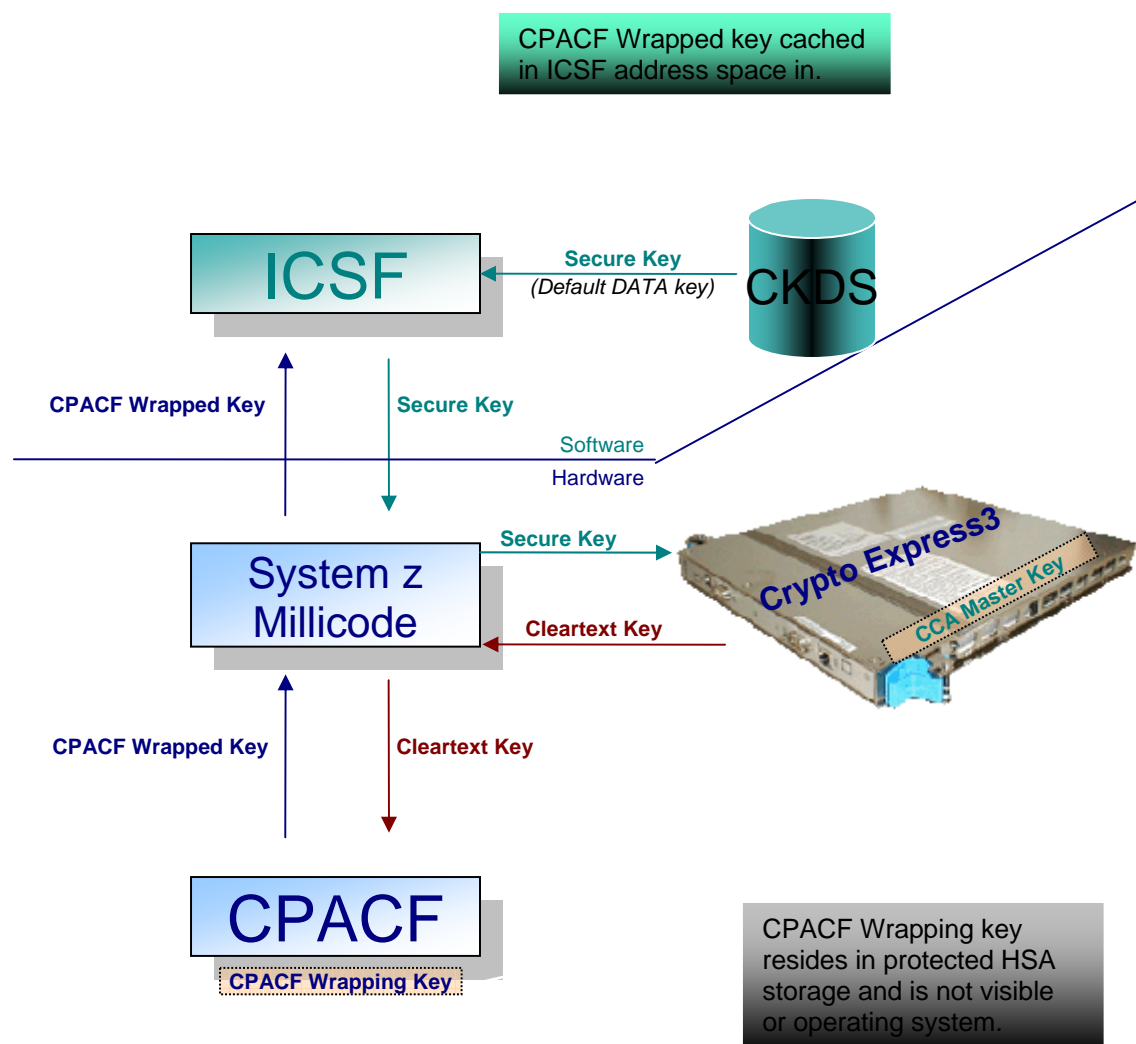 CPACF Wrapped key cached
in ICSF address space in.
ICSF
Secure Key
(Default DATA key)
CKDS
CPACF Wrapped Key
Secure Key
Software
Hardware
Secure Key
System z
Millicode
Cleartext Key
Crypto Express3
CCA Master Key
CPACF Wrapped Key
Cleartext Key
CPACF
CPACF Wrapping Key
CPACF Wrapping key
resides in protected HSA
storage and is not visible
or operating system.